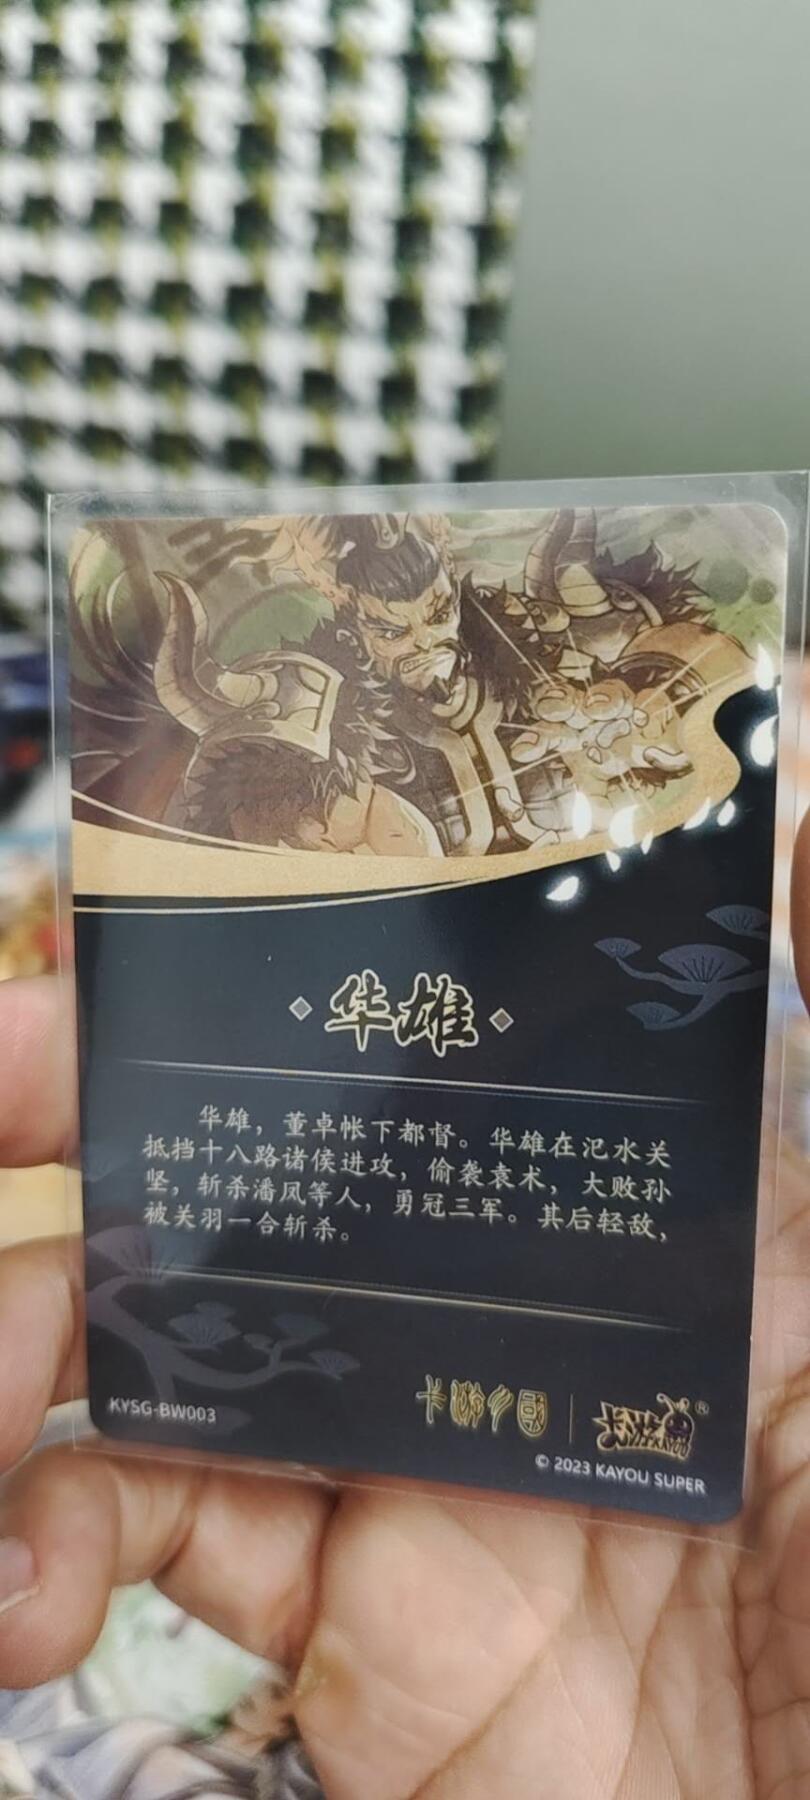 华雄
华雄，董卓帐下都督。华雄在汜水关
抵挡十八路诸侯进攻，偷袭袁术，大败孙
坚，斩杀潘凤等人，勇冠三军。其后轻敌，
被关羽一合斩杀。
KYSG-BW003
卡游三國
卡游 KAYOU ®
© 2023 KAYOU SUPER